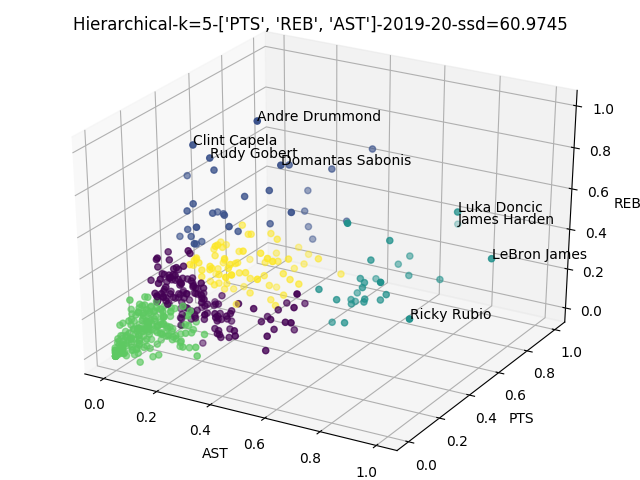 Hierarchical-k=5-['PTS', 'REB', 'AST']-2019-20-ssd=60.9745
Andre Drummond
Clint Capela
Rudy Gobert
Domantas Sabonis
Luka Doncic
James Harden
LeBron James
Ricky Rubio
1.0
0.8
0.6
REB
0.4
0.2
0.0
0.0
0.2
0.4
0.6
0.8
1.0
AST
0.0
0.2
0.4
0.6
0.8
1.0
PTS